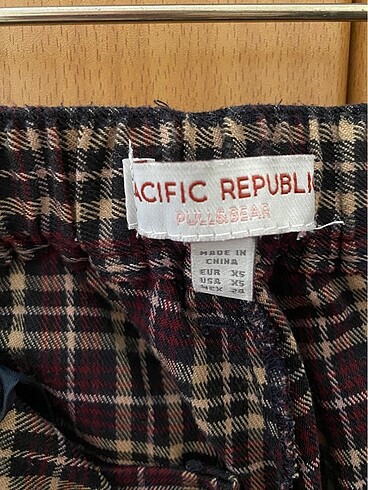 ACIFIC REPUBLI
PULL&BEAR
MADE IN
CHINA
EUR XS
USA XS
MEX 24